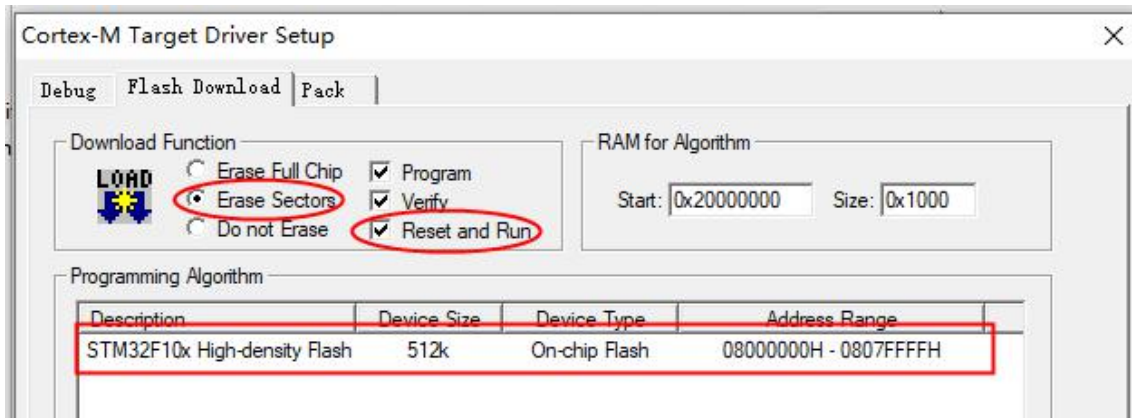 Cortex-M Target Driver Setup
Debug Flash Download Pack
Download Function
LOAD
Erase Full Chip
Erase Sectors
Do not Erase
Program
Verify
Reset and Run
RAM for Algorithm
Start: 0x20000000 Size: 0x1000
Programming Algorithm
Description Device Size Device Type Address Range
STM32F10x High-density Flash 512k On-chip Flash 08000000H - 0807FFFFH